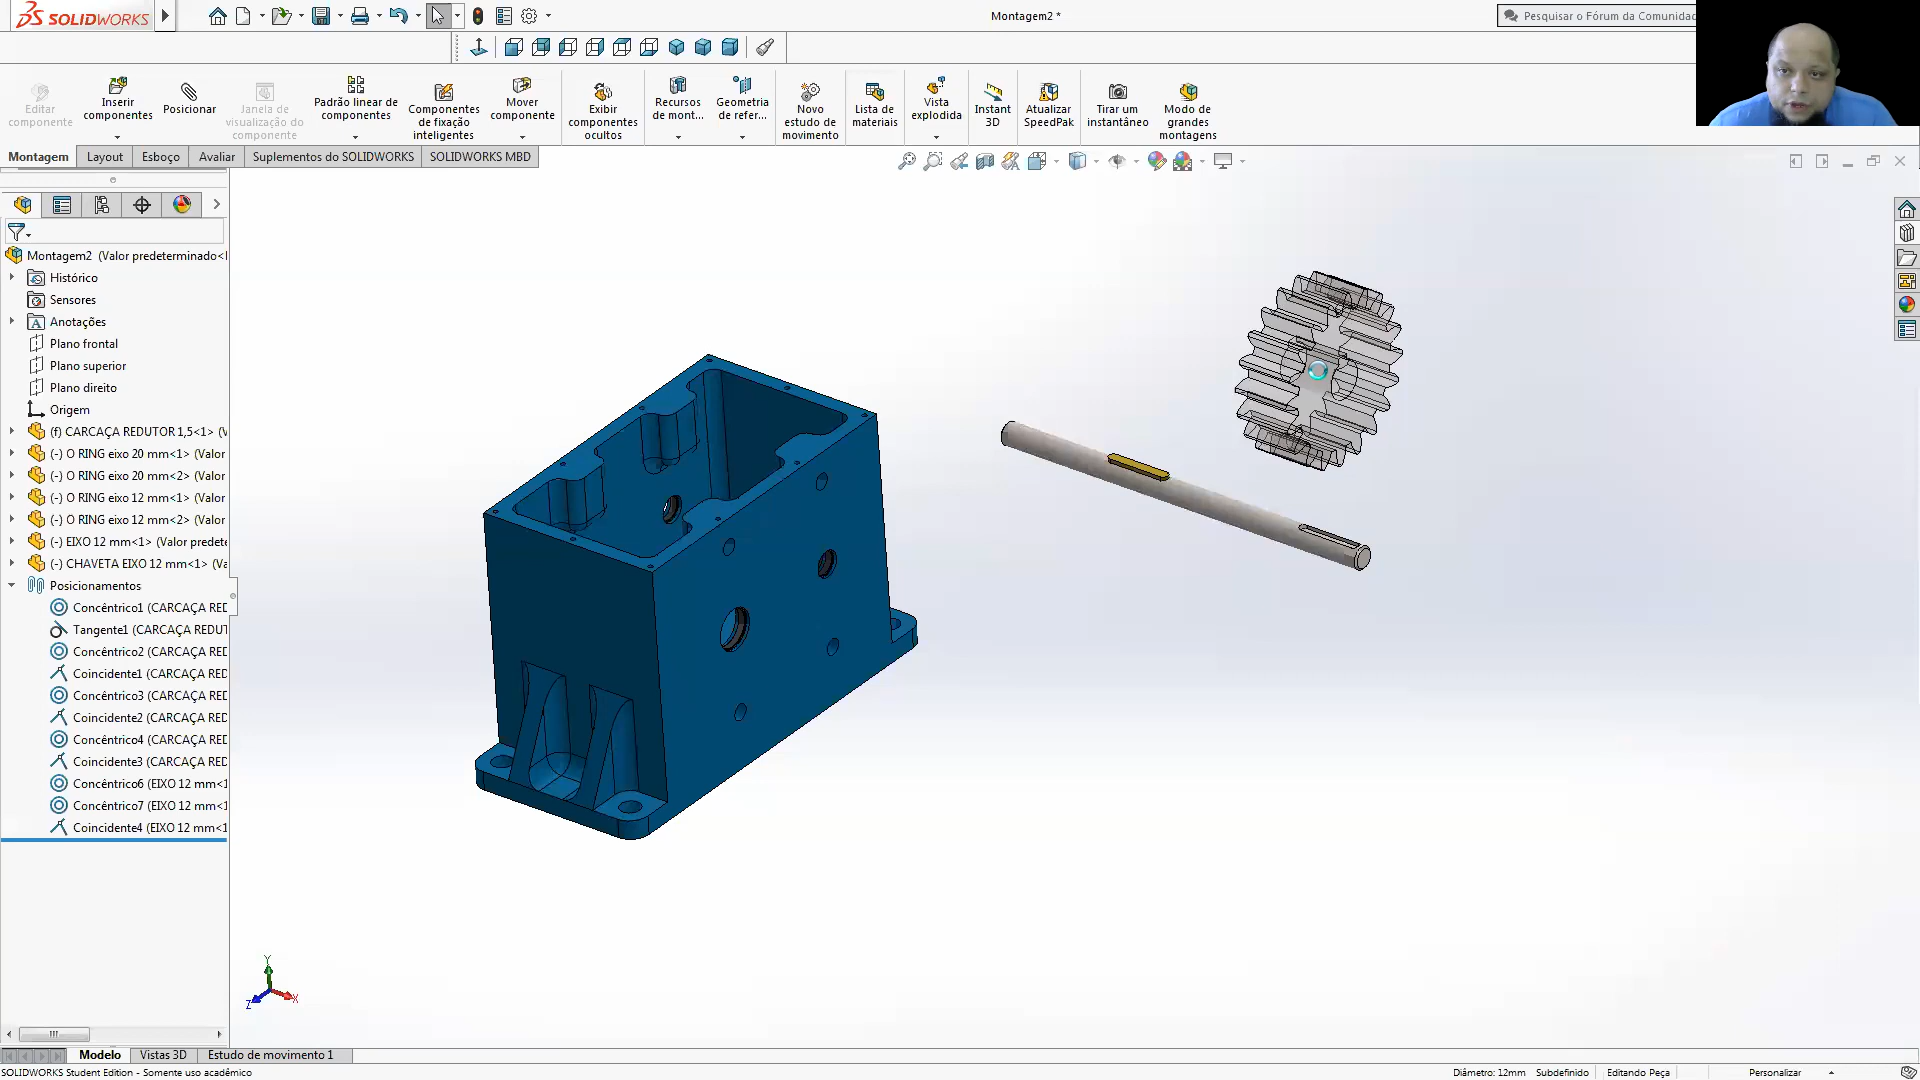 SOLIDWORKS
Montagem2 *
Pesquisar o Fórum da Comunidac
Editar componente
Inserir componentes
Posicionar
Janela de visualização do componente
Padrão linear de componentes
Componentes de fixação inteligentes
Mover componente
Exibir componentes ocultos
Recursos de mont...
Geometria de refer...
Novo estudo de movimento
Lista de materiais
Vista explodida
Instant 3D
Atualizar SpeedPak
Tirar um instantâneo
Modo de grandes montagens
Montagem
Layout
Esboço
Avaliar
Suplementos do SOLIDWORKS
SOLIDWORKS MBD
Montagem2 (Valor predeterminado<
Histórico
Sensores
Anotações
Plano frontal
Plano superior
Plano direito
Origem
(f) CARCAÇA REDUTOR 1,5<1> (V
(-) O RING eixo 20 mm<1> (Valor
(-) O RING eixo 20 mm<2> (Valor
(-) O RING eixo 12 mm<1> (Valor
(-) O RING eixo 12 mm<2> (Valor
(-) EIXO 12 mm<1> (Valor predete
(-) CHAVETA EIXO 12 mm<1> (Va
Posicionamentos
Concêntrico1 (CARCAÇA RED
Tangente1 (CARCAÇA REDUT
Concêntrico2 (CARCAÇA RED
Coincidente1 (CARCAÇA RED
Concêntrico3 (CARCAÇA RED
Coincidente2 (CARCAÇA RED
Concêntrico4 (CARCAÇA RED
Coincidente3 (CARCAÇA RED
Concêntrico6 (EIXO 12 mm<1
Concêntrico7 (EIXO 12 mm<1
Coincidente4 (EIXO 12 mm<1
Y
Z
X
Modelo
Vistas 3D
Estudo de movimento 1
SOLIDWORKS Student Edition - Somente uso acadêmico
Diâmetro: 12mm
Subdefinido
Editando Peça
Personalizar